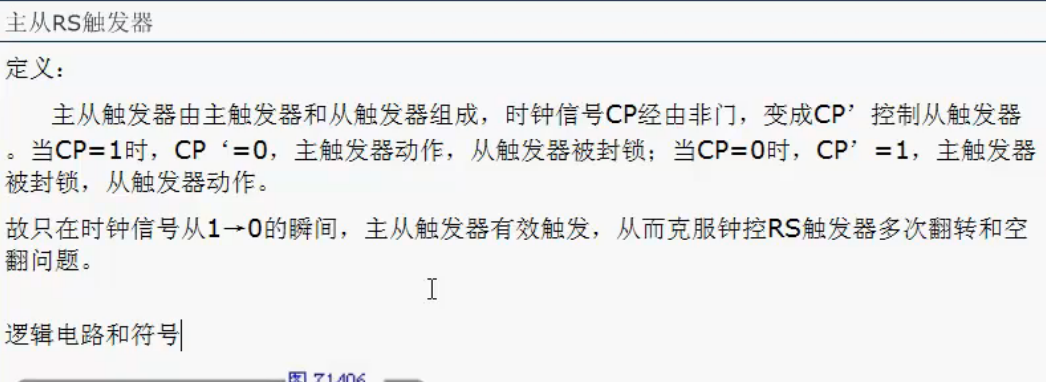 主从RS触发器
定义：
主从触发器由主触发器和从触发器组成，时钟信号CP经由非门，变成CP’控制从触发器
。当CP=1时，CP‘=0，主触发器动作，从触发器被封锁；当CP=0时，CP’=1，主触发器
被封锁，从触发器动作。
故只在时钟信号从1→0的瞬间，主从触发器有效触发，从而克服钟控RS触发器多次翻转和空
翻问题。
逻辑电路和符号
图 71406